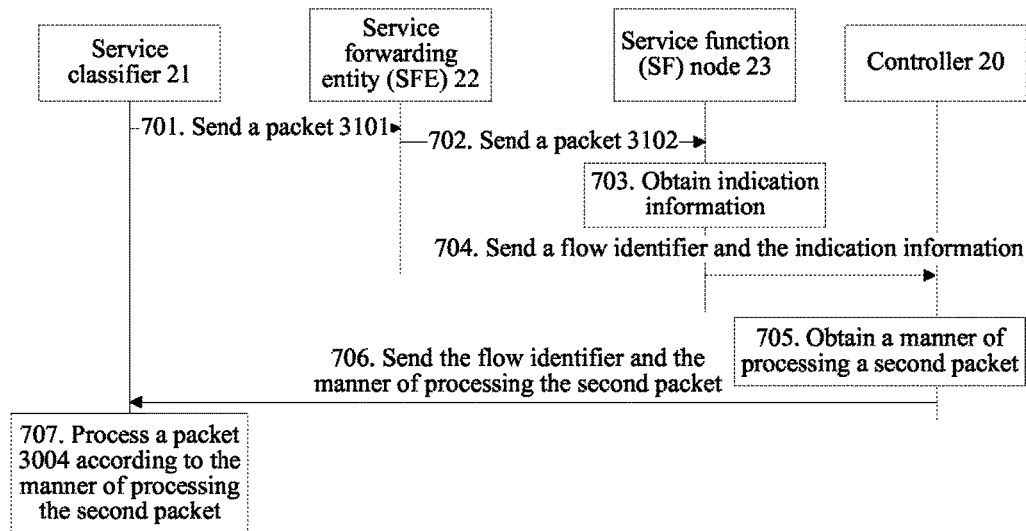 Service
classifier 21
Service
forwarding
entity (SFE) 22
Service function
(SF) node 23
Controller 20
701. Send a packet 3101
702. Send a packet 3102
703. Obtain indication
information
704. Send a flow identifier and the indication information
705. Obtain a manner of
processing a second packet
706. Send the flow identifier and the
manner of processing the second packet
707. Process a packet
3004 according to the
manner of processing
the second packet